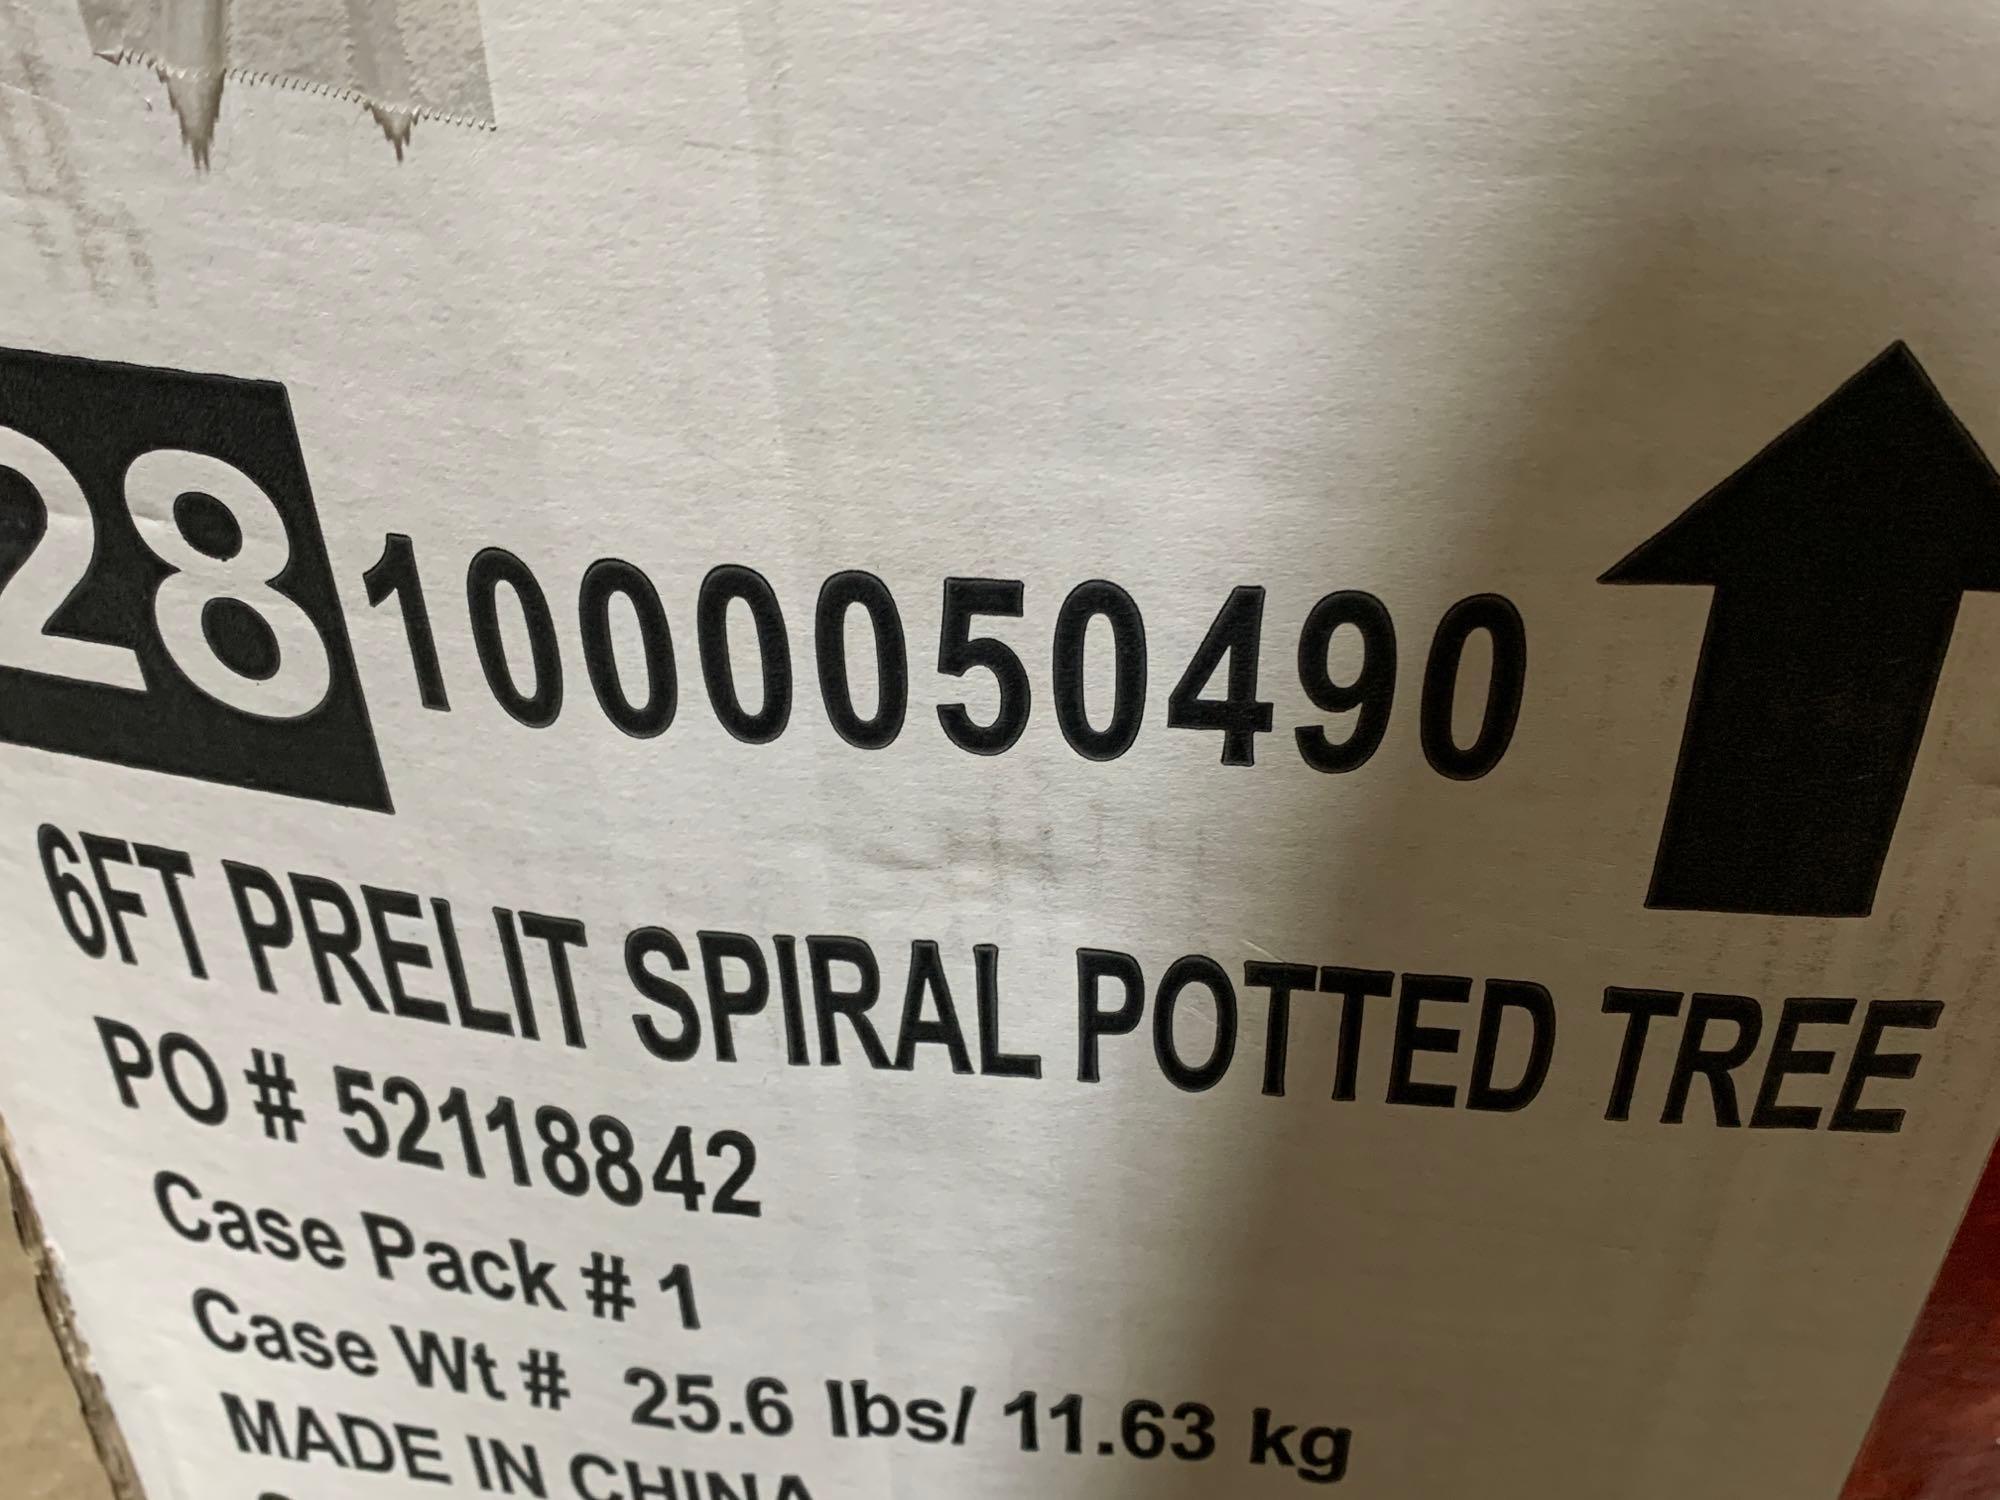 28 1000050490
6FT PRELIT SPIRAL POTTED TREE
PO # 52118842
Case Pack # 1
Case Wt # 25.6 lbs/ 11.63 kg
MADE IN CHINA